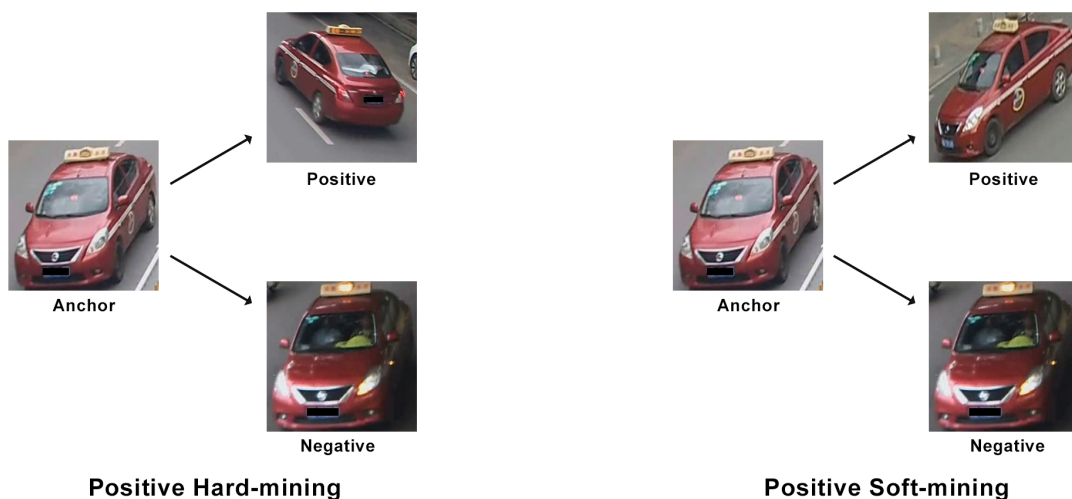 Positive
Positive
Anchor
Anchor
Negative
Negative
Positive Hard-mining
Positive Soft-mining